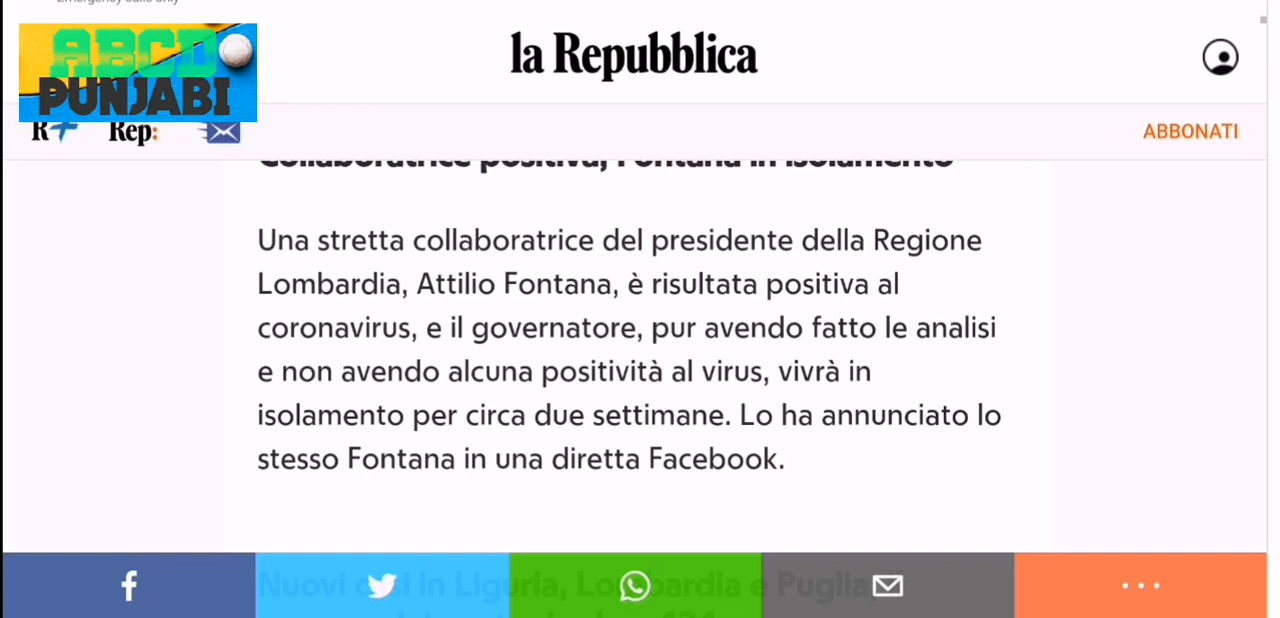 Emergency calls only
ABCD
PUNJABI
la Repubblica
R+
Rep:
ABBONATI
Collaboratrice positiva, Fontana in isolamento
Una stretta collaboratrice del presidente della Regione
Lombardia, Attilio Fontana, è risultata positiva al
coronavirus, e il governatore, pur avendo fatto le analisi
e non avendo alcuna positività al virus, vivrà in
isolamento per circa due settimane. Lo ha annunciato lo
stesso Fontana in una diretta Facebook.
Nuovi casi in Liguria, Lombardia e Puglia,